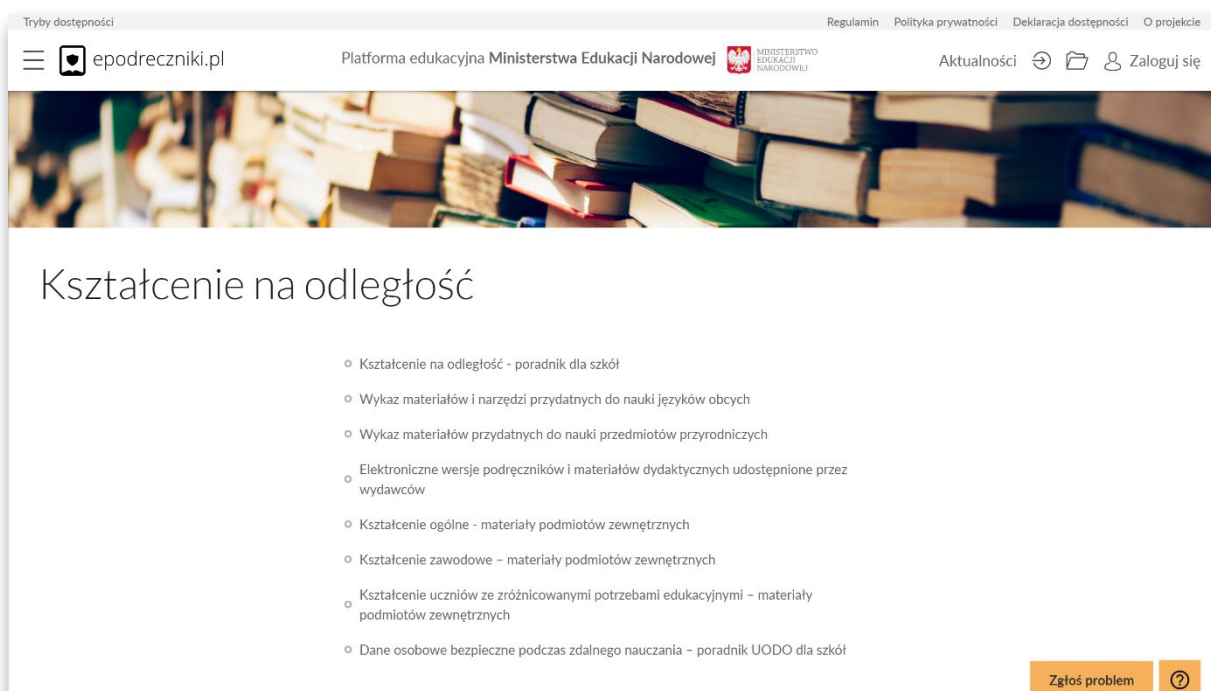 Tryby dostępności
Regulamin Polityka prywatności Deklaracja dostępności O projekcie
epodreczniki.pl
Platforma edukacyjna Ministerstwa Edukacji Narodowej
MINISTERSTWO
EDUKACJI
NARODOWEJ
Aktualności
Zaloguj się
Kształcenie na odległość
Kształcenie na odległość - poradnik dla szkół
Wykaz materiałów i narzędzi przydatnych do nauki języków obcych
Wykaz materiałów przydatnych do nauki przedmiotów przyrodniczych
Elektroniczne wersje podręczników i materiałów dydaktycznych udostępnione przez
wydawców
Kształcenie ogólne - materiały podmiotów zewnętrznych
Kształcenie zawodowe – materiały podmiotów zewnętrznych
Kształcenie uczniów ze zróżnicowanymi potrzebami edukacyjnymi – materiały
podmiotów zewnętrznych
Dane osobowe bezpieczne podczas zdalnego nauczania – poradnik UODO dla szkół
Zgłoś problem